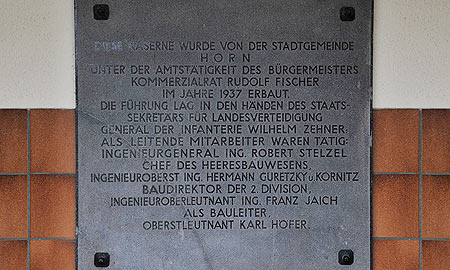 DIESE KASERNE WURDE VON DER STADTGEMEINDE
HORN
UNTER DER AMTSTÄTIGKEIT DES BÜRGERMEISTERS
KOMMERZIALRAT RUDOLF FISCHER
IM JAHRE 1937 ERBAUT.
DIE FÜHRUNG LAG IN DEN HÄNDEN DES STAATS-
SEKRETÄRS FÜR LANDESVERTEIDIGUNG
GENERAL DER INFANTERIE WILHELM ZEHNER:
ALS LEITENDE MITARBEITER WAREN TÄTIG:
INGENIEURGENERAL ING. ROBERT STELZEL
CHEF DES HEERESBAUWESENS
INGENIEUROBERST ING. HERMANN GURETZKY u. KORNITZ
BAUDIREKTOR DER 2. DIVISION,
INGENIEUROBERLEUTNANT ING. FRANZ JAICH
ALS BAULEITER,
OBERSTLEUTNANT KARL HOFER.